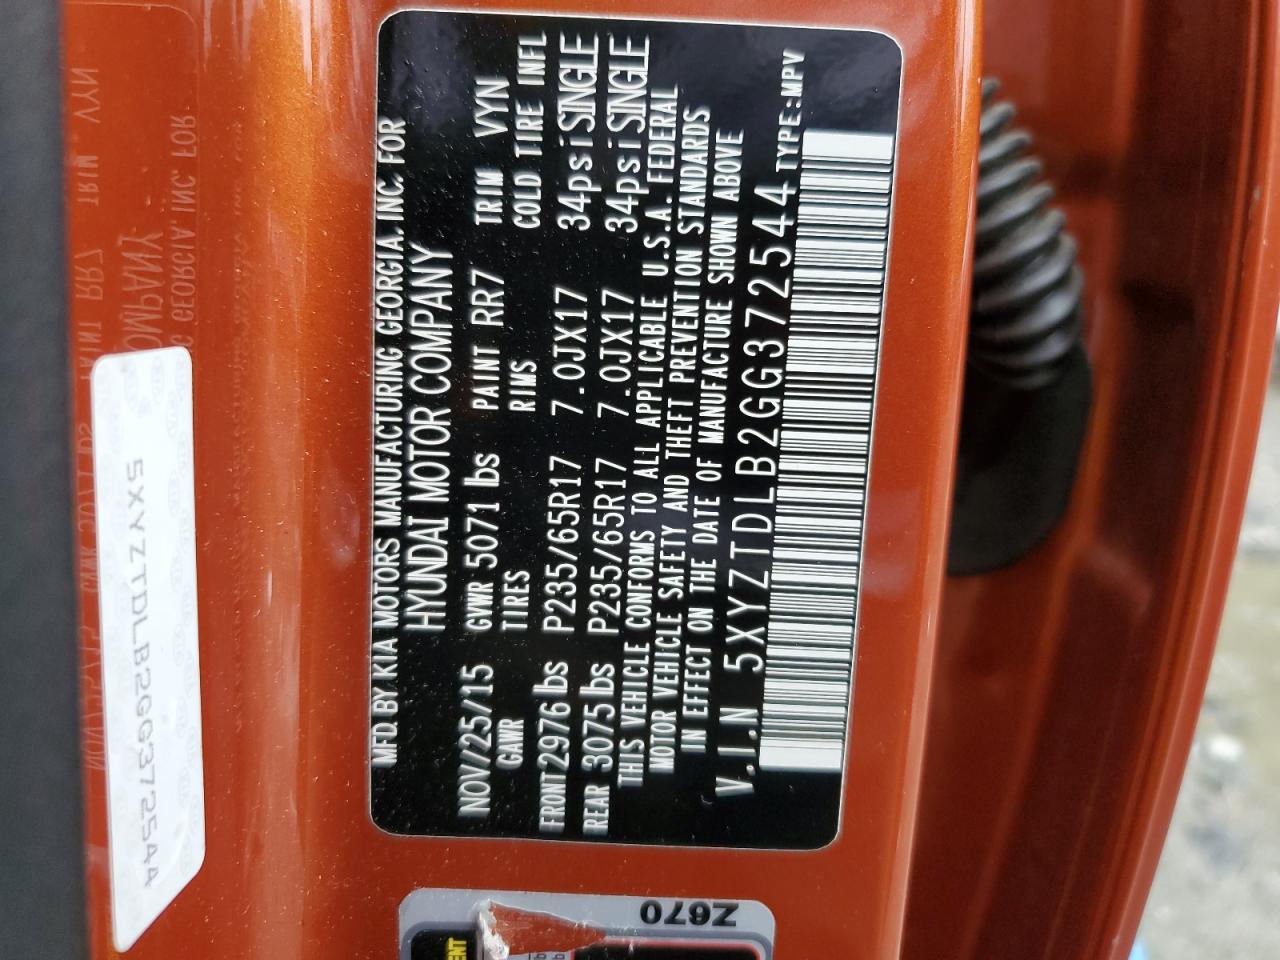 MFD. BY KIA MOTORS MANUFACTURING GEORGIA, INC. FOR
HYUNDAI MOTOR COMPANY
NOV/25/15 GVWR 5071 lbs PAINT RR7 TRIM VYN
GAWR TIRES RIMS COLD TIRE INFL
FRONT 2976 lbs P235/65R17 7.0JX17 34psi SINGLE
REAR 3075 lbs P235/65R17 7.0JX17 34psi SINGLE
THIS VEHICLE CONFORMS TO ALL APPLICABLE U.S.A. FEDERAL
MOTOR VEHICLE SAFETY AND THEFT PREVENTION STANDARDS
IN EFFECT ON THE DATE OF MANUFACTURE SHOWN ABOVE
V.I.N 5XYZTDLB2GG372544 TYPE:MPV
5XYZTDLB2GG372544
Z670